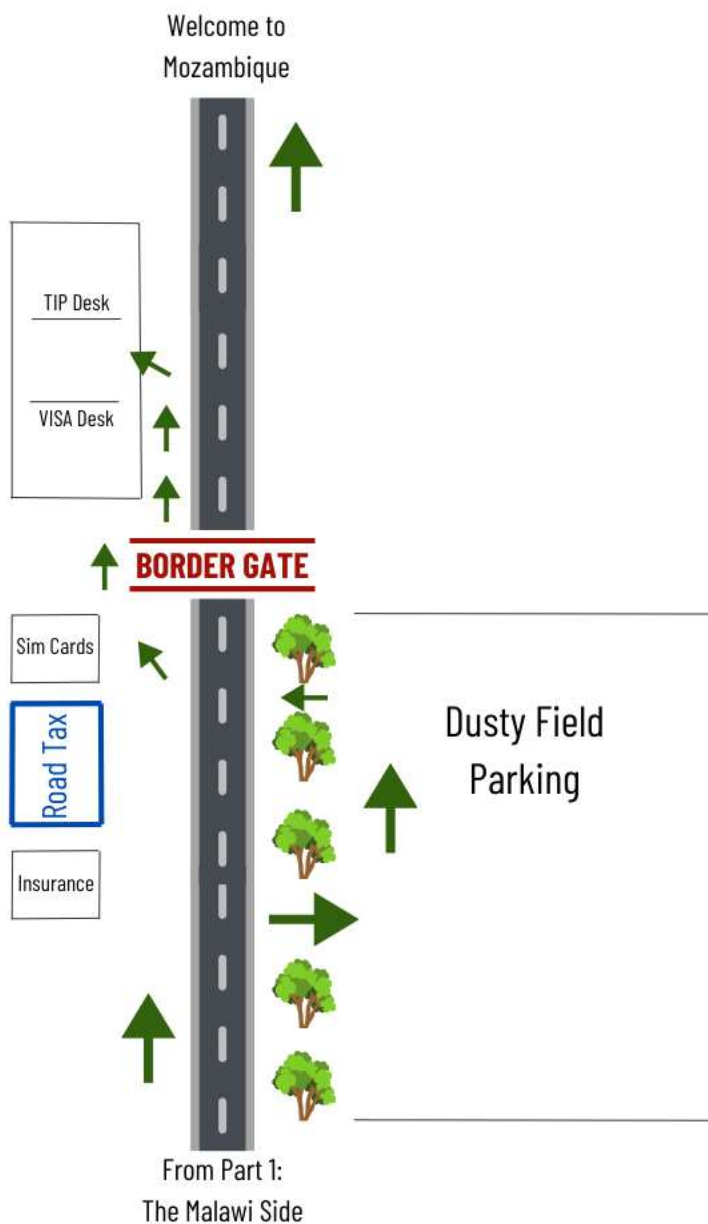 Welcome to
Mozambique
TIP Desk
VISA Desk
BORDER GATE
Sim Cards
Road Tax
Dusty Field
Parking
Insurance
From Part 1:
The Malawi Side